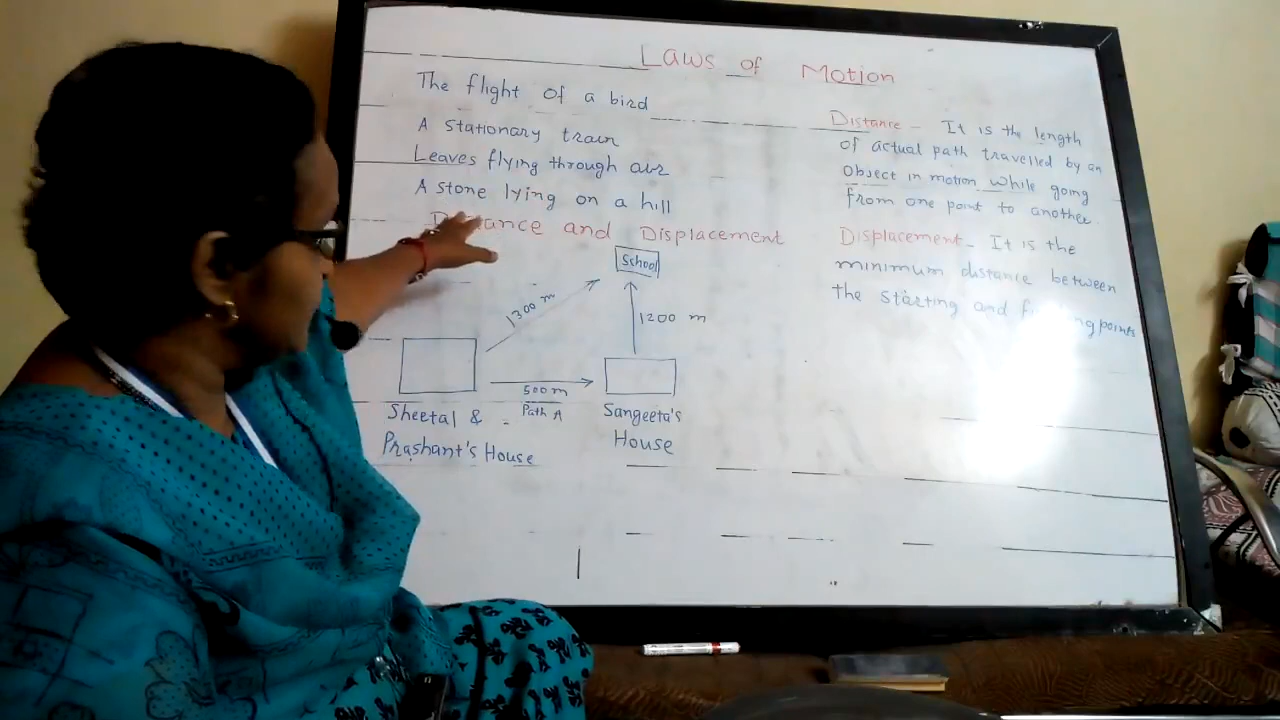 Laws of Motion
The flight of a bird
A stationary train
Leaves flying through air
A stone lying on a hill
and Displacement
School
1300 m
1200 m
500 m
Path A
Sheetal &
Prashant's House
Sangeeta's
House
Distance - It is the length
of actual path travelled by an
object in motion while going
from one point to another.
Displacement - It is the
minimum distance between
the starting and points